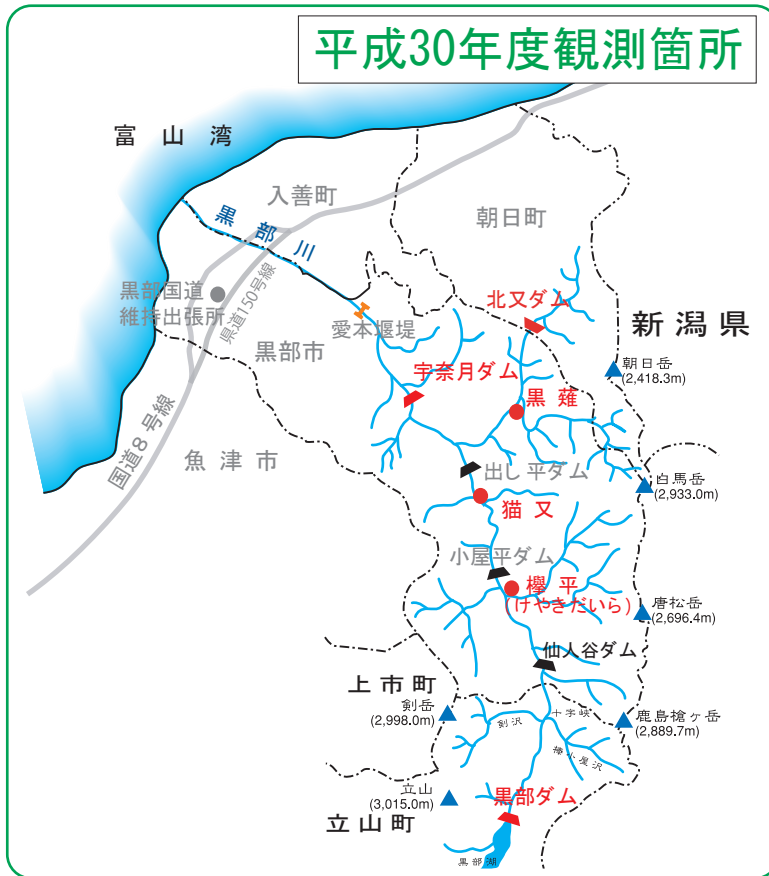 平成30年度観測箇所
富山湾
入善町
朝日町
黒部川
北又ダム
黒部国道
維持出張所
県道150号線
愛本堰堤
新潟県
黒部市
宇奈月ダム
朝日岳
(2,418.3m)
黒薙
国道8号線
魚津市
出し平ダム
白馬岳
(2,933.0m)
猫又
小屋平ダム
欅平
(けやきだいら)
唐松岳
(2,696.4m)
仙人谷ダム
上市町
剣岳
(2,998.0m)
剣沢
十字峡
鹿島槍ヶ岳
(2,889.7m)
棒小屋沢
立山
(3,015.0m)
黒部ダム
立山町
黒部湖